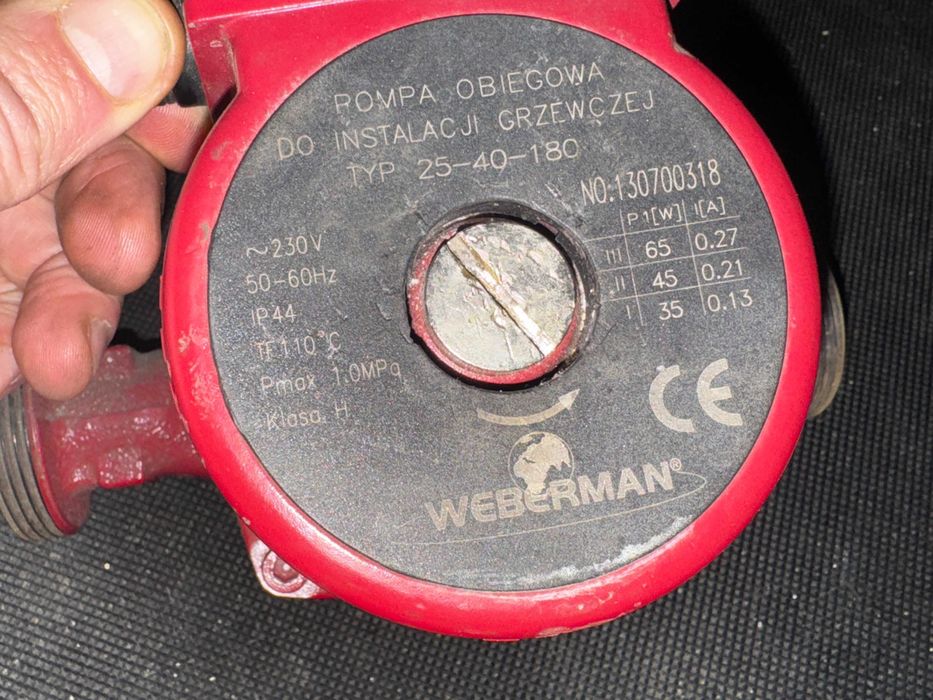 POMPA OBIEGOWA
DO INSTALACJI GRZEWCZEJ
TYP 25-40-180
NO.:130700318
P1[W] I[A]
III 65 0.27
II 45 0.21
I 35 0.13
~230V
50-60Hz
IP44
TF110°C
Pmax 1.0MPa
Klasa H
CE
WEBERMAN®